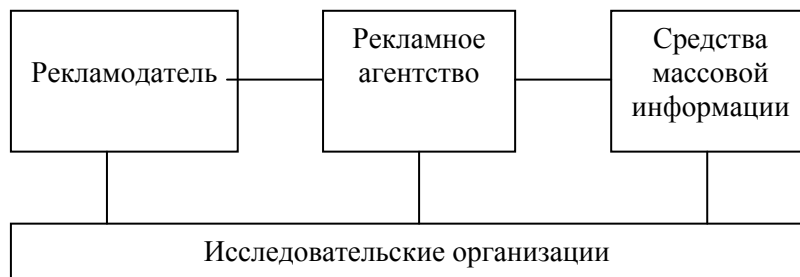 Рекламодатель
Рекламное
агентство
Средства
массовой
информации
Исследовательские организации